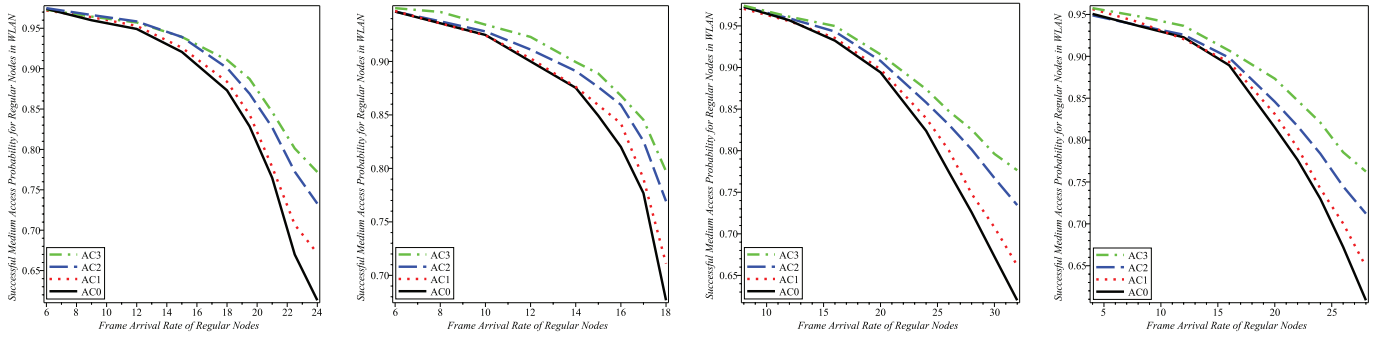 Successful Medium Access Probability for Regular Nodes in WLAN
0.95
0.90
0.85
0.80
0.75
0.70
0.65
AC3
AC2
AC1
AC0
6 8 10 12 14 16 18 20 22 24
Frame Arrival Rate of Regular Nodes
Successful Medium Access Probability for Regular Nodes in WLAN
0.90
0.85
0.80
0.75
0.70
AC3
AC2
AC1
AC0
6 8 10 12 14 16 18
Frame Arrival Rate of Regular Nodes
Successful Medium Access Probability for Regular Nodes in WLAN
0.95
0.90
0.85
0.80
0.75
0.70
0.65
AC3
AC2
AC1
AC0
10 15 20 25 30
Frame Arrival Rate of Regular Nodes
Successful Medium Access Probability for Regular Nodes in WLAN
0.95
0.90
0.85
0.80
0.75
0.70
0.65
AC3
AC2
AC1
AC0
5 10 15 20 25
Frame Arrival Rate of Regular Nodes